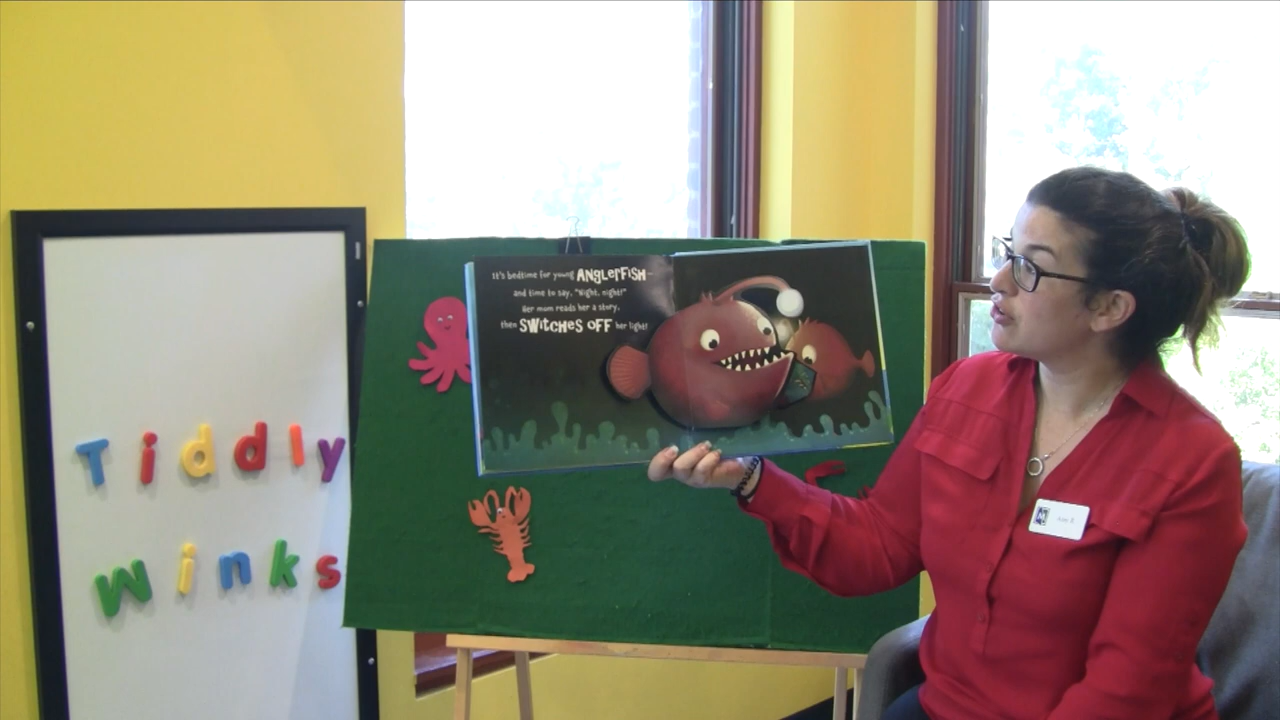 It's bedtime for young ANGLERFISH—
and time to say, "Night, night!"
Her mom reads her a story,
then SWITCHES OFF her light!
Tiddly
Winks